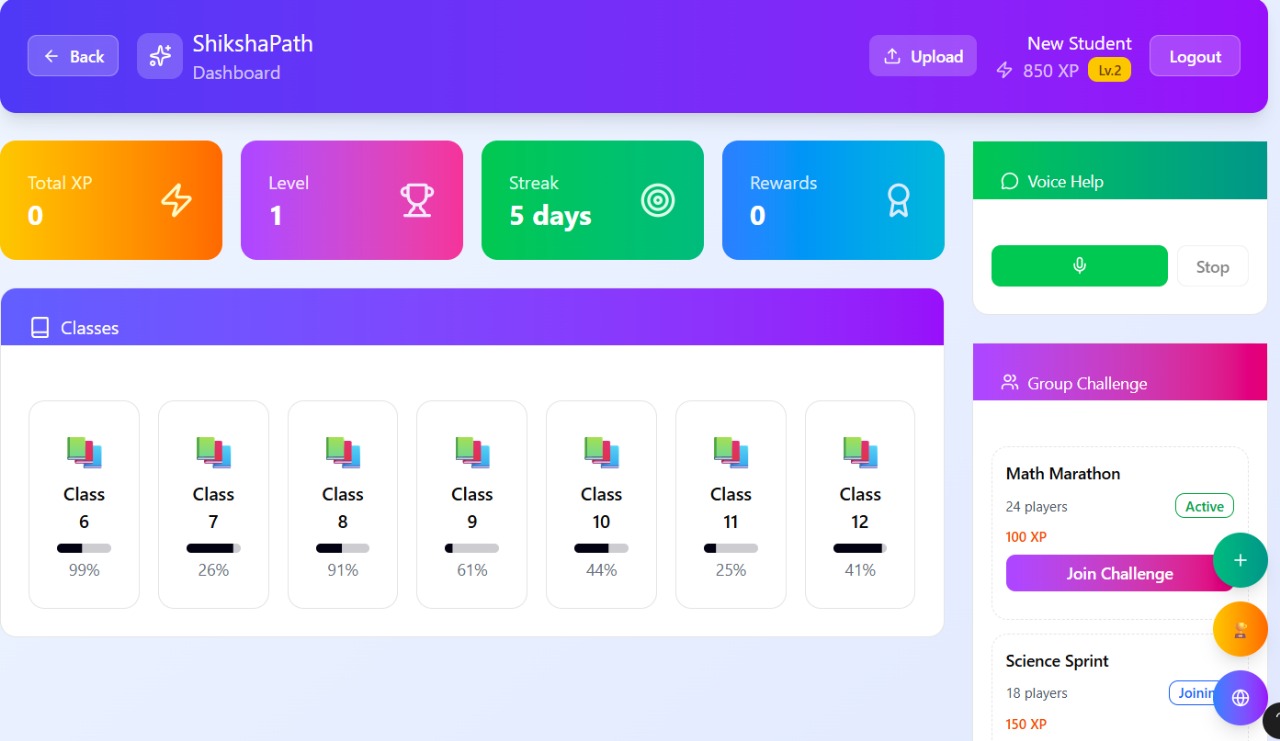 Back
ShikshaPath
Dashboard
Upload
New Student
850 XP
Lv.2
Logout
Total XP
0
Level
1
Streak
5 days
Rewards
0
Classes
Class
6
99%
Class
7
26%
Class
8
91%
Class
9
61%
Class
10
44%
Class
11
25%
Class
12
41%
Voice Help
Stop
Group Challenge
Math Marathon
24 players
Active
100 XP
Join Challenge
Science Sprint
18 players
150 XP